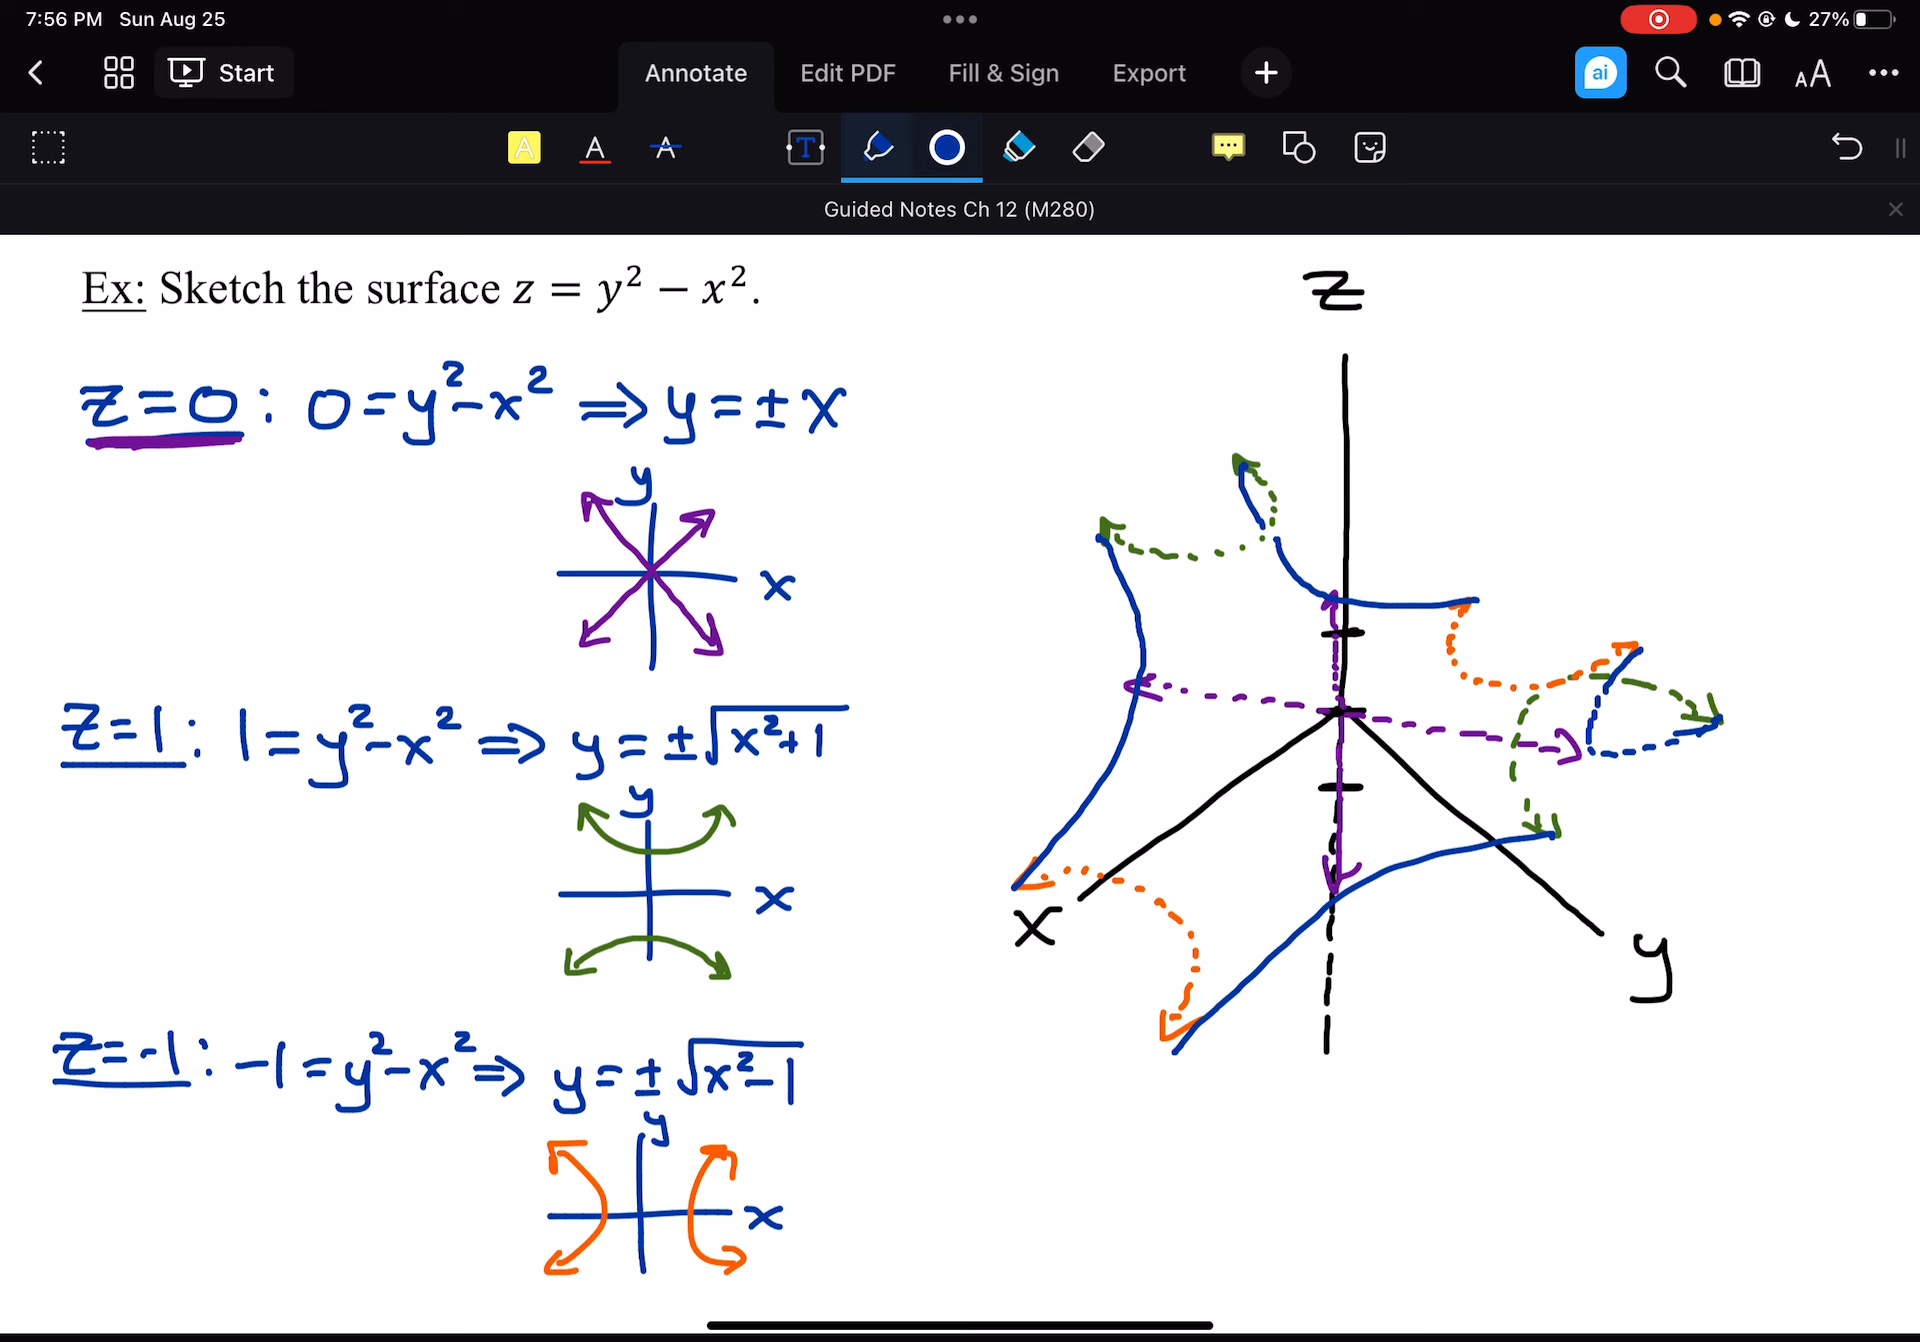 7:56 PM Sun Aug 25
27%
Start
Annotate
Edit PDF
Fill & Sign
Export
ai
AA
A
A
A
T
Guided Notes Ch 12 (M280)
Ex: Sketch the surface z = y² − x².
z=0: 0=y²-x² ⟹ y=±x
y
x
z=1: 1=y²-x² ⟹ y=±√(x²+1)
y
x
z=-1: -1=y²-x² ⟹ y=±√(x²-1)
y
x
z
x
y